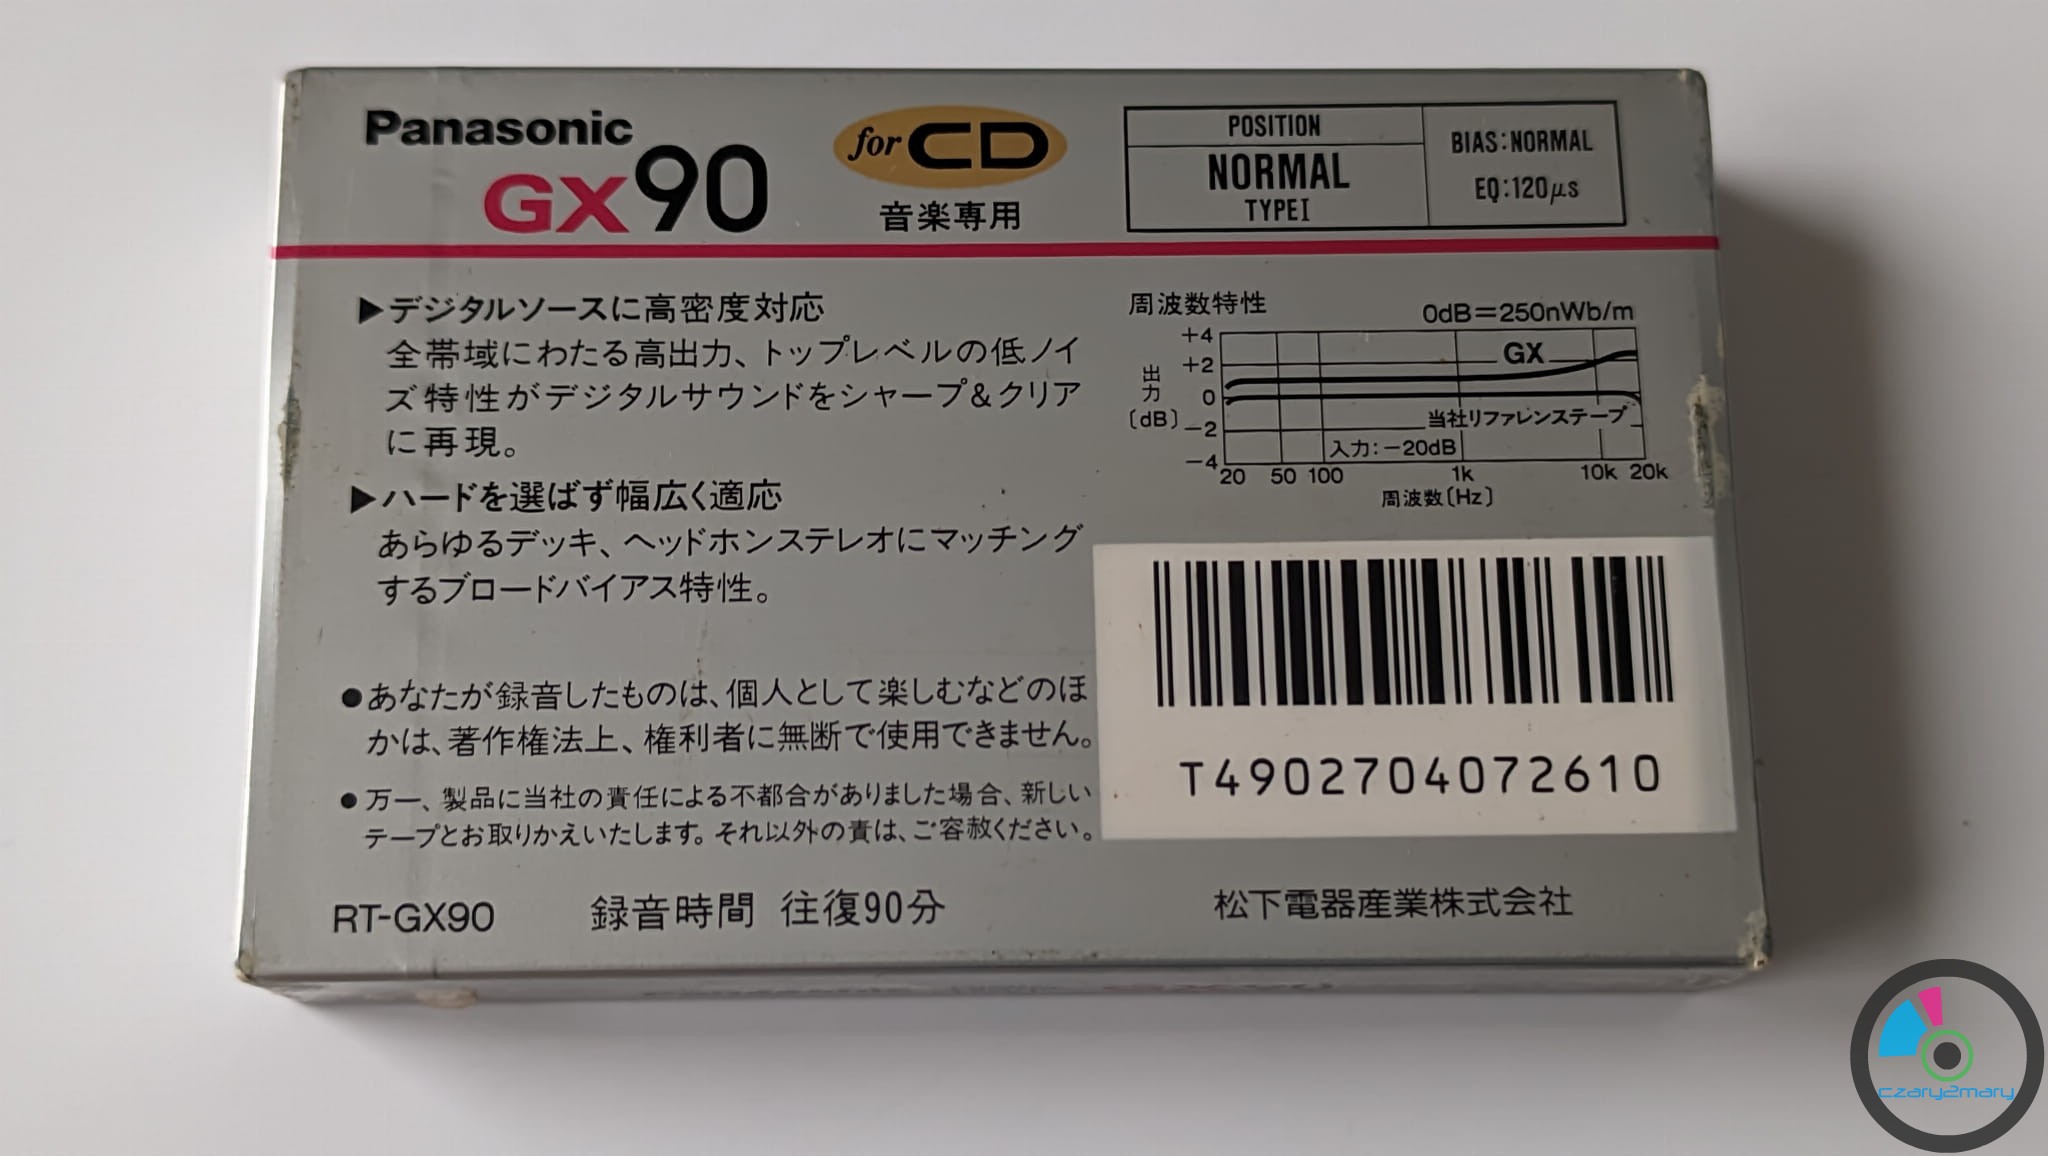 Panasonic
GX90
for CD
音楽専用
POSITION
NORMAL
TYPEI
BIAS:NORMAL
EQ:120μs
▶デジタルソースに高密度対応
全帯域にわたる高出力、トップレベルの低ノイ
ズ特性がデジタルサウンドをシャープ&クリア
に再現。
▶ハードを選ばず幅広く適応
あらゆるデッキ、ヘッドホンステレオにマッチング
するブロードバイアス特性。
周波数特性
0dB=250nWb/m
出力
〔dB〕
+4
+2
0
-2
-4
GX
当社リファレンステープ
入力:-20dB
20 50 100 1k 10k 20k
周波数〔Hz〕
●あなたが録音したものは、個人として楽しむなどのほ
かは、著作権法上、権利者に無断で使用できません。
●万一、製品に当社の責任による不都合がありました場合、新しい
テープとお取りかえいたします。それ以外の責は、ご容赦ください。
T4902704072610
RT-GX90 録音時間 往復90分
松下電器産業株式会社
czary2mary